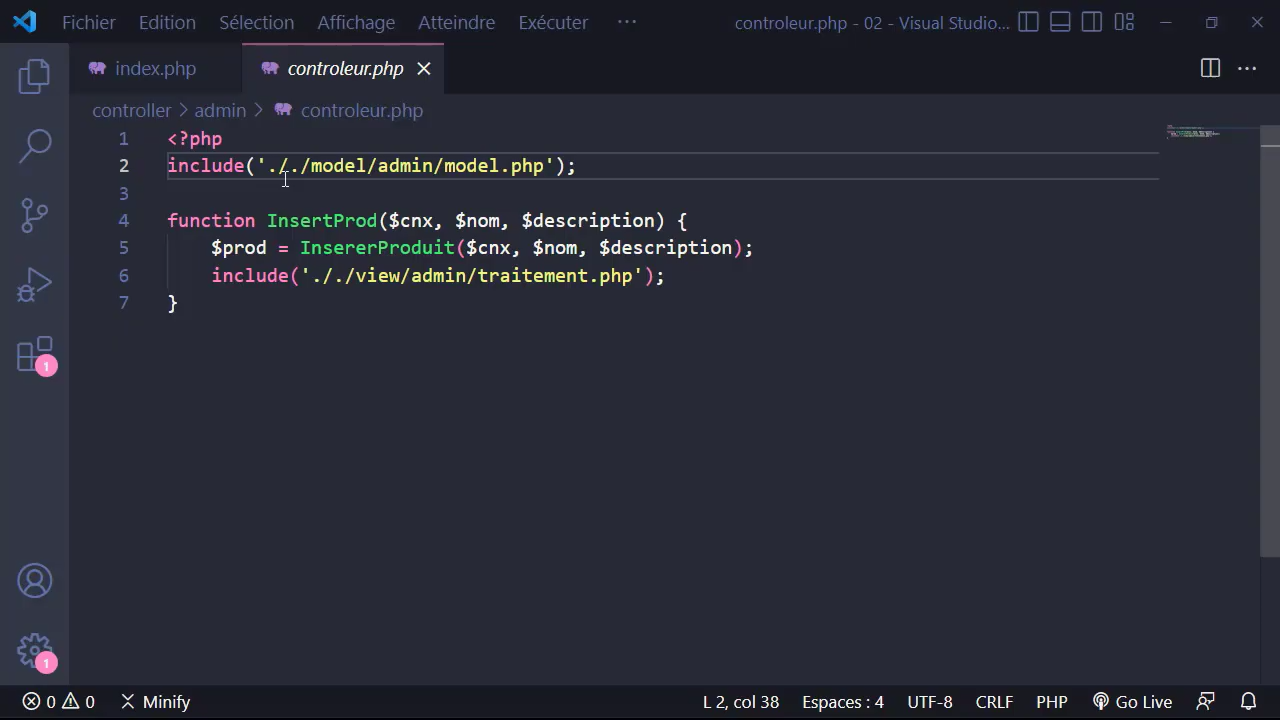 Fichier Edition Sélection Affichage Atteindre Exécuter ··· controleur.php - 02 - Visual Studio...
index.php controleur.php
controller > admin > controleur.php
1 <?php
2 include('././model/admin/model.php');
3
4 function InsertProd($cnx, $nom, $description) {
5 $prod = InsererProduit($cnx, $nom, $description);
6 include('././view/admin/traitement.php');
7 }
1
1
0 0 Minify L 2, col 38 Espaces : 4 UTF-8 CRLF PHP Go Live